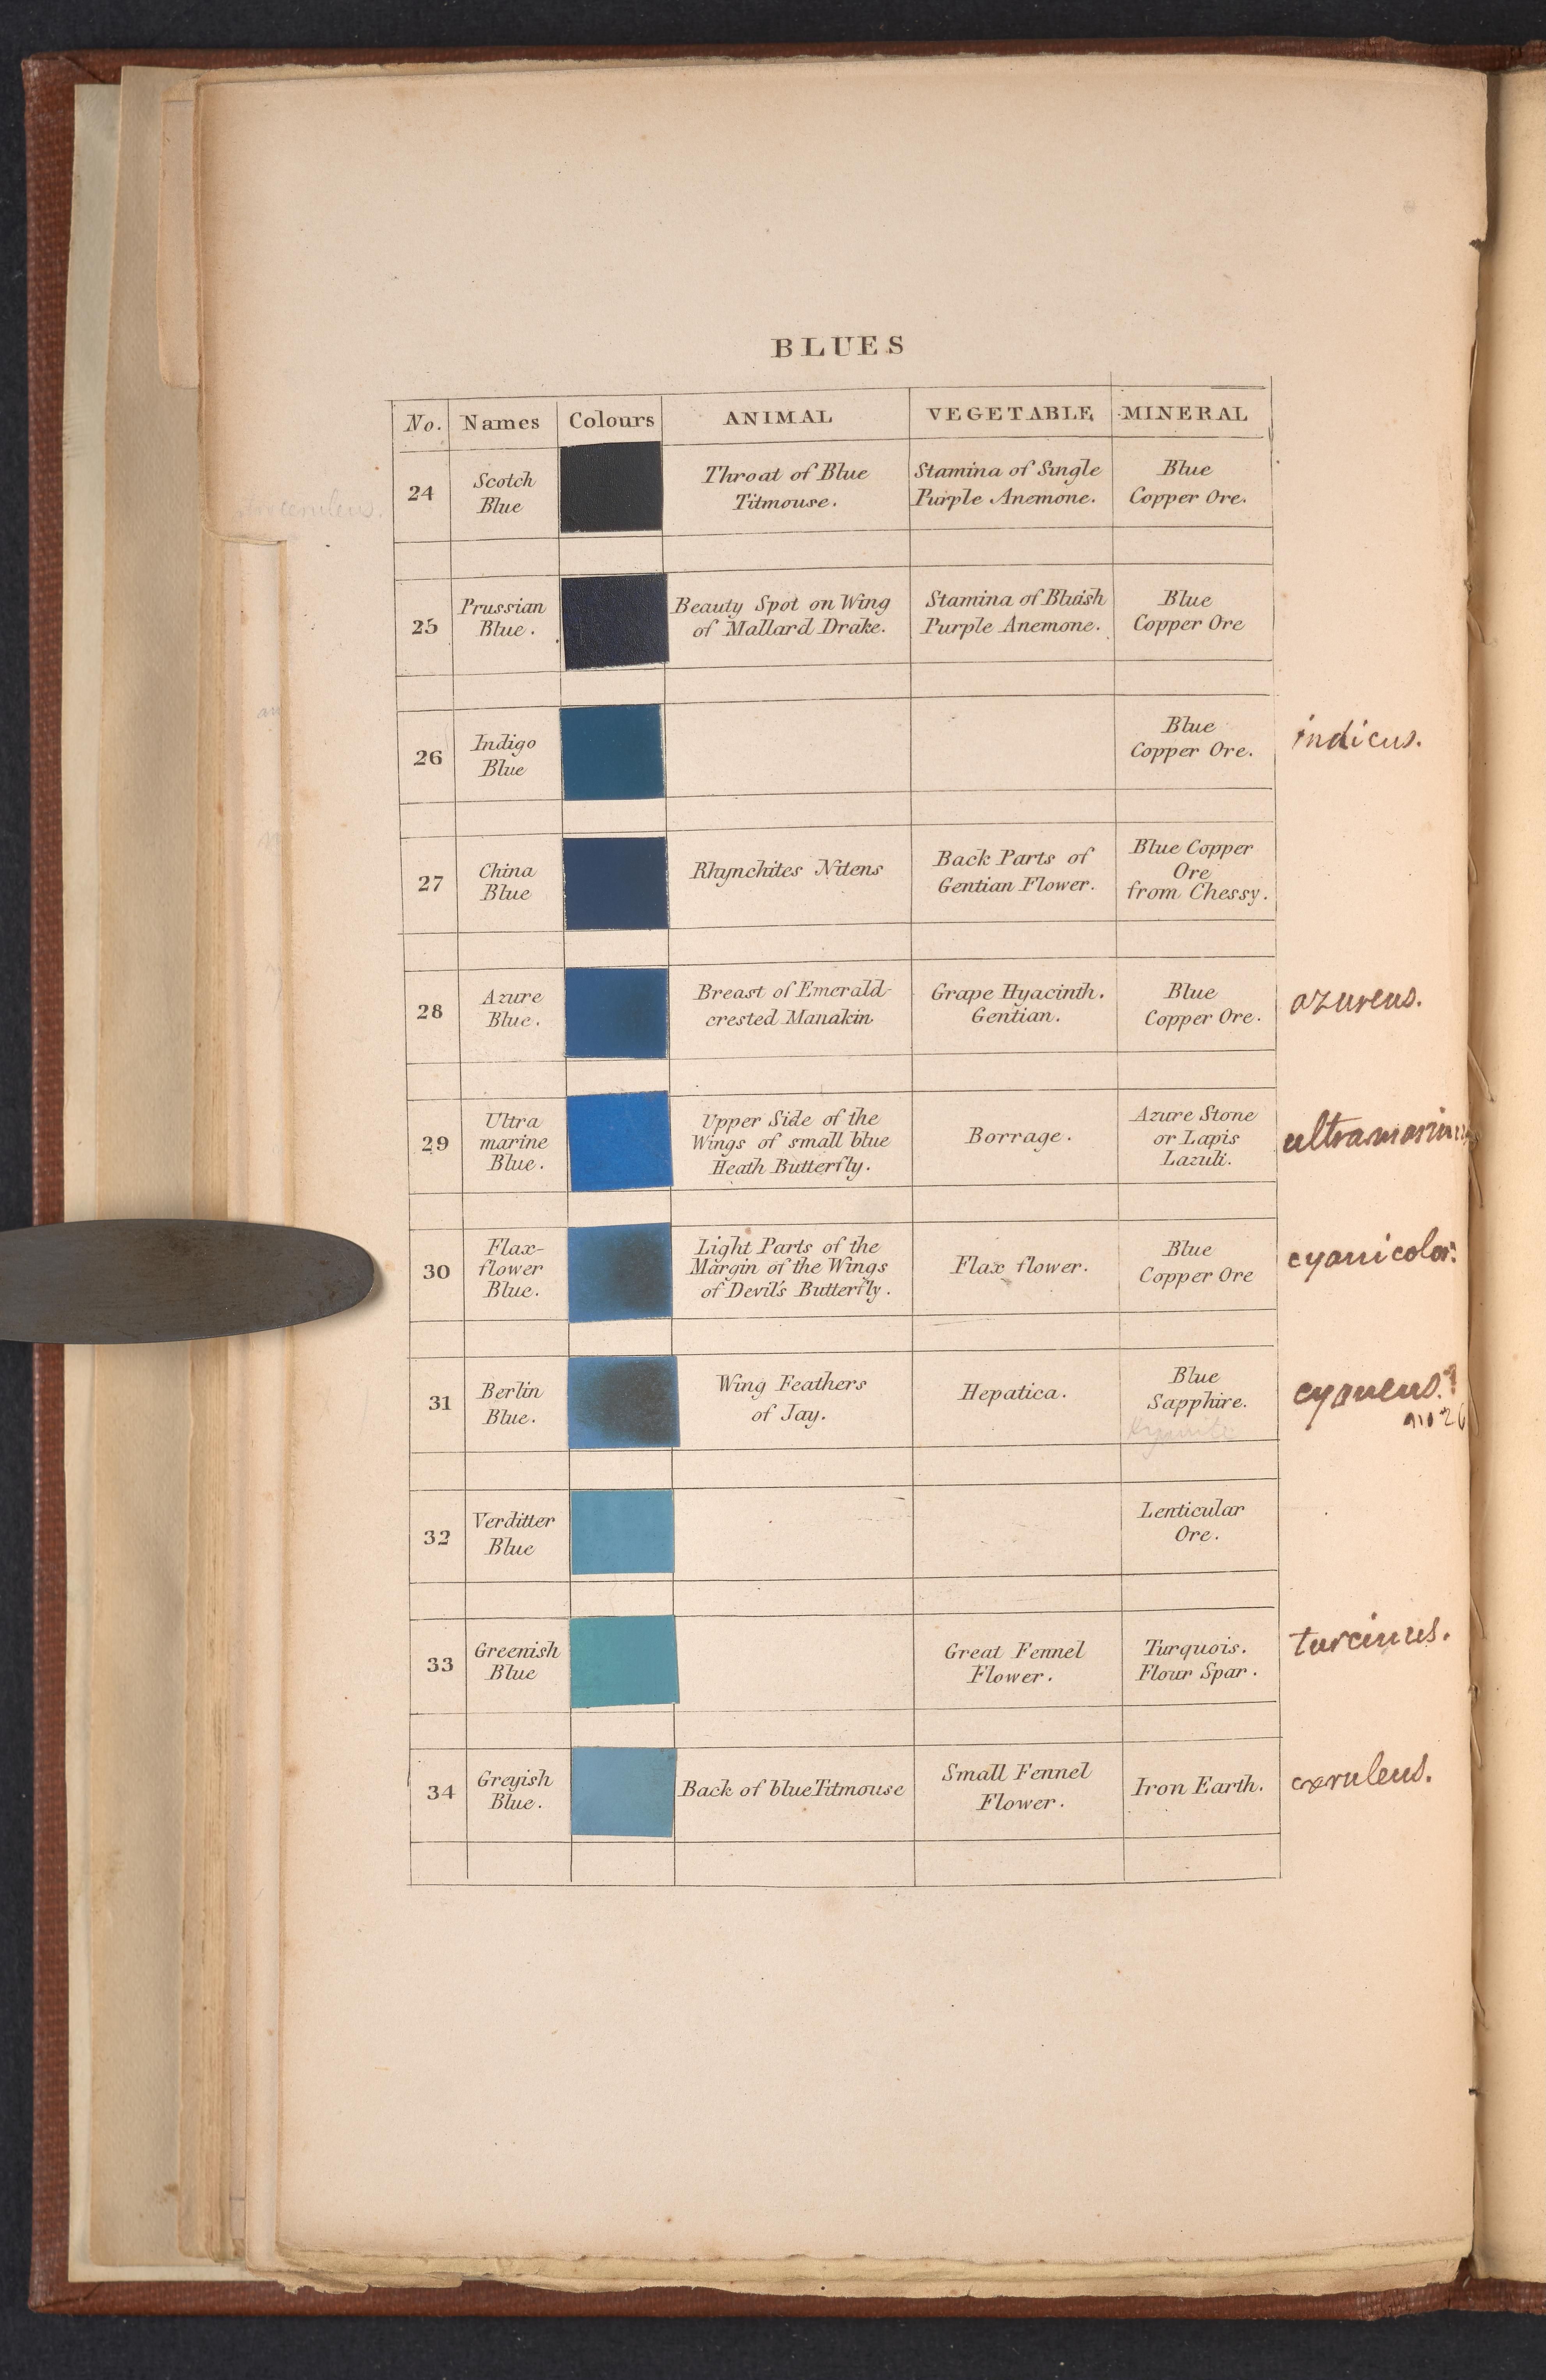 BLUES
No. Names Colours ANIMAL VEGETABLE MINERAL
24
Scotch
Blue
Throat of Blue
Titmouse.
Stamina of Single
Purple Anemone.
Blue
Copper Ore.
25
Prussian
Blue.
Beauty Spot on Wing
of Mallard Drake.
Stamina of Bluish
Purple Anemone.
Blue
Copper Ore
26
Indigo
Blue
Blue
Copper Ore.
indicus.
27
China
Blue
Rhynchites Nitens
Back Parts of
Gentian Flower.
Blue Copper
Ore
from Chessy.
28
Azure
Blue.
Breast of Emerald-
crested Manakin
Grape Hyacinth.
Gentian.
Blue
Copper Ore.
azureus.
29
Ultra
marine
Blue.
Upper Side of the
Wings of small blue
Heath Butterfly.
Borrage.
Azure Stone
or Lapis
Lazuli.
30
Flax-
flower
Blue.
Light Parts of the
Margin of the Wings
of Devil's Butterfly.
Flax flower.
Blue
Copper Ore
cyanicolor.
31
Berlin
Blue.
Wing Feathers
of Jay.
Hepatica.
Blue
Sapphire.
cyaneus.?
32
Verditter
Blue
Lenticular
Ore.
33
Greenish
Blue
Great Fennel
Flower.
Turquois.
Flour Spar.
turcinus.
34
Greyish
Blue.
Back of blue Titmouse
Small Fennel
Flower.
Iron Earth.
cæruleus.